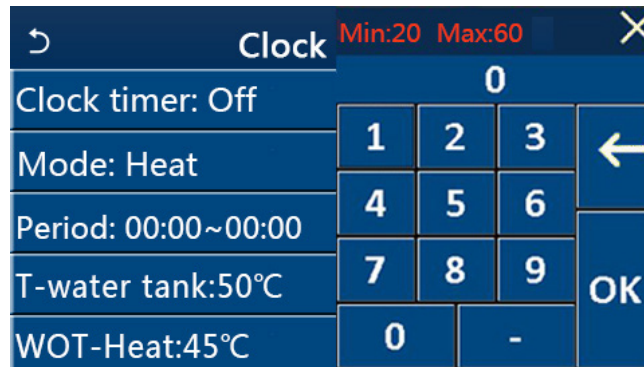 Clock
Clock timer: Off
Mode: Heat
Period: 00:00~00:00
T-water tank:50℃
WOT-Heat:45℃
Min:20 Max:60
0
1 2 3
4 5 6
7 8 9
0 -
OK